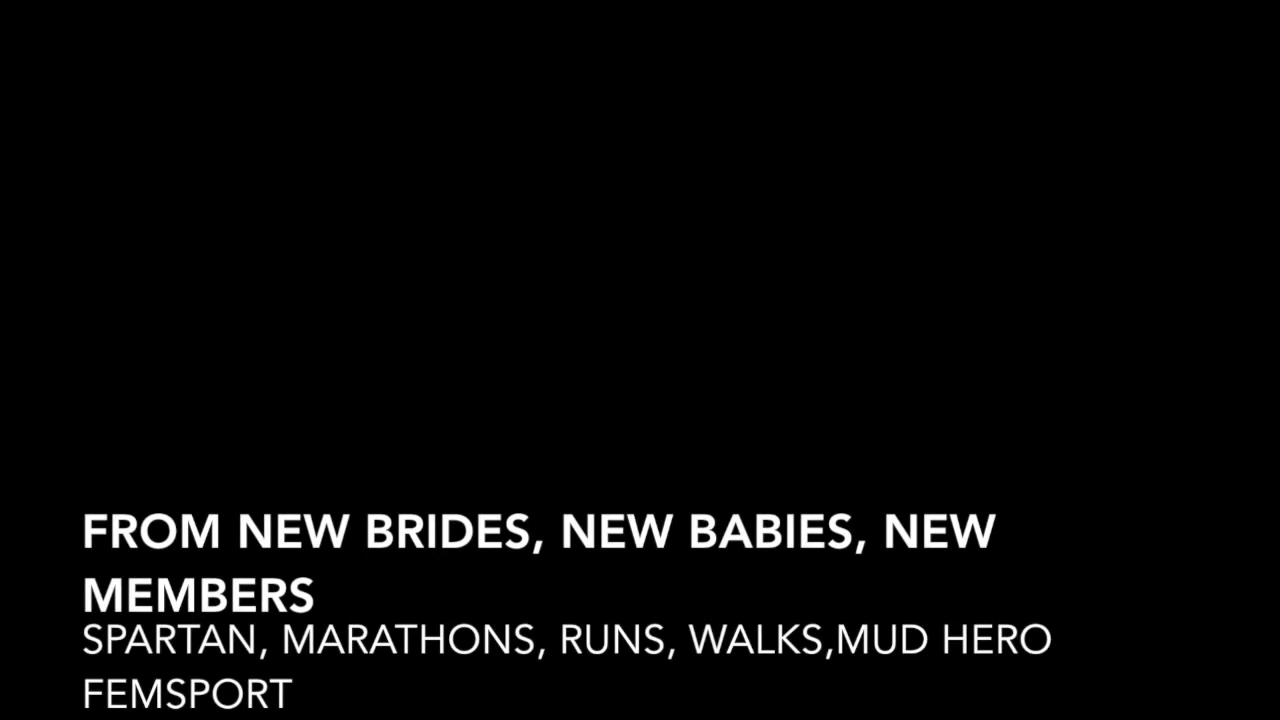 FROM NEW BRIDES, NEW BABIES, NEW
MEMBERS
SPARTAN, MARATHONS, RUNS, WALKS,MUD HERO
FEMSPORT